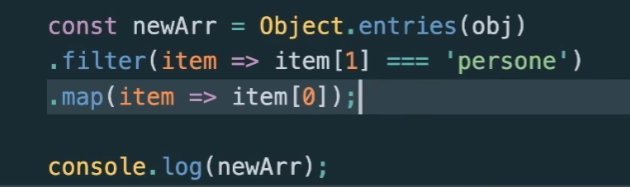 const newArr = Object.entries(obj)
.filter(item => item[1] === 'persone')
.map(item => item[0]);
console.log(newArr);